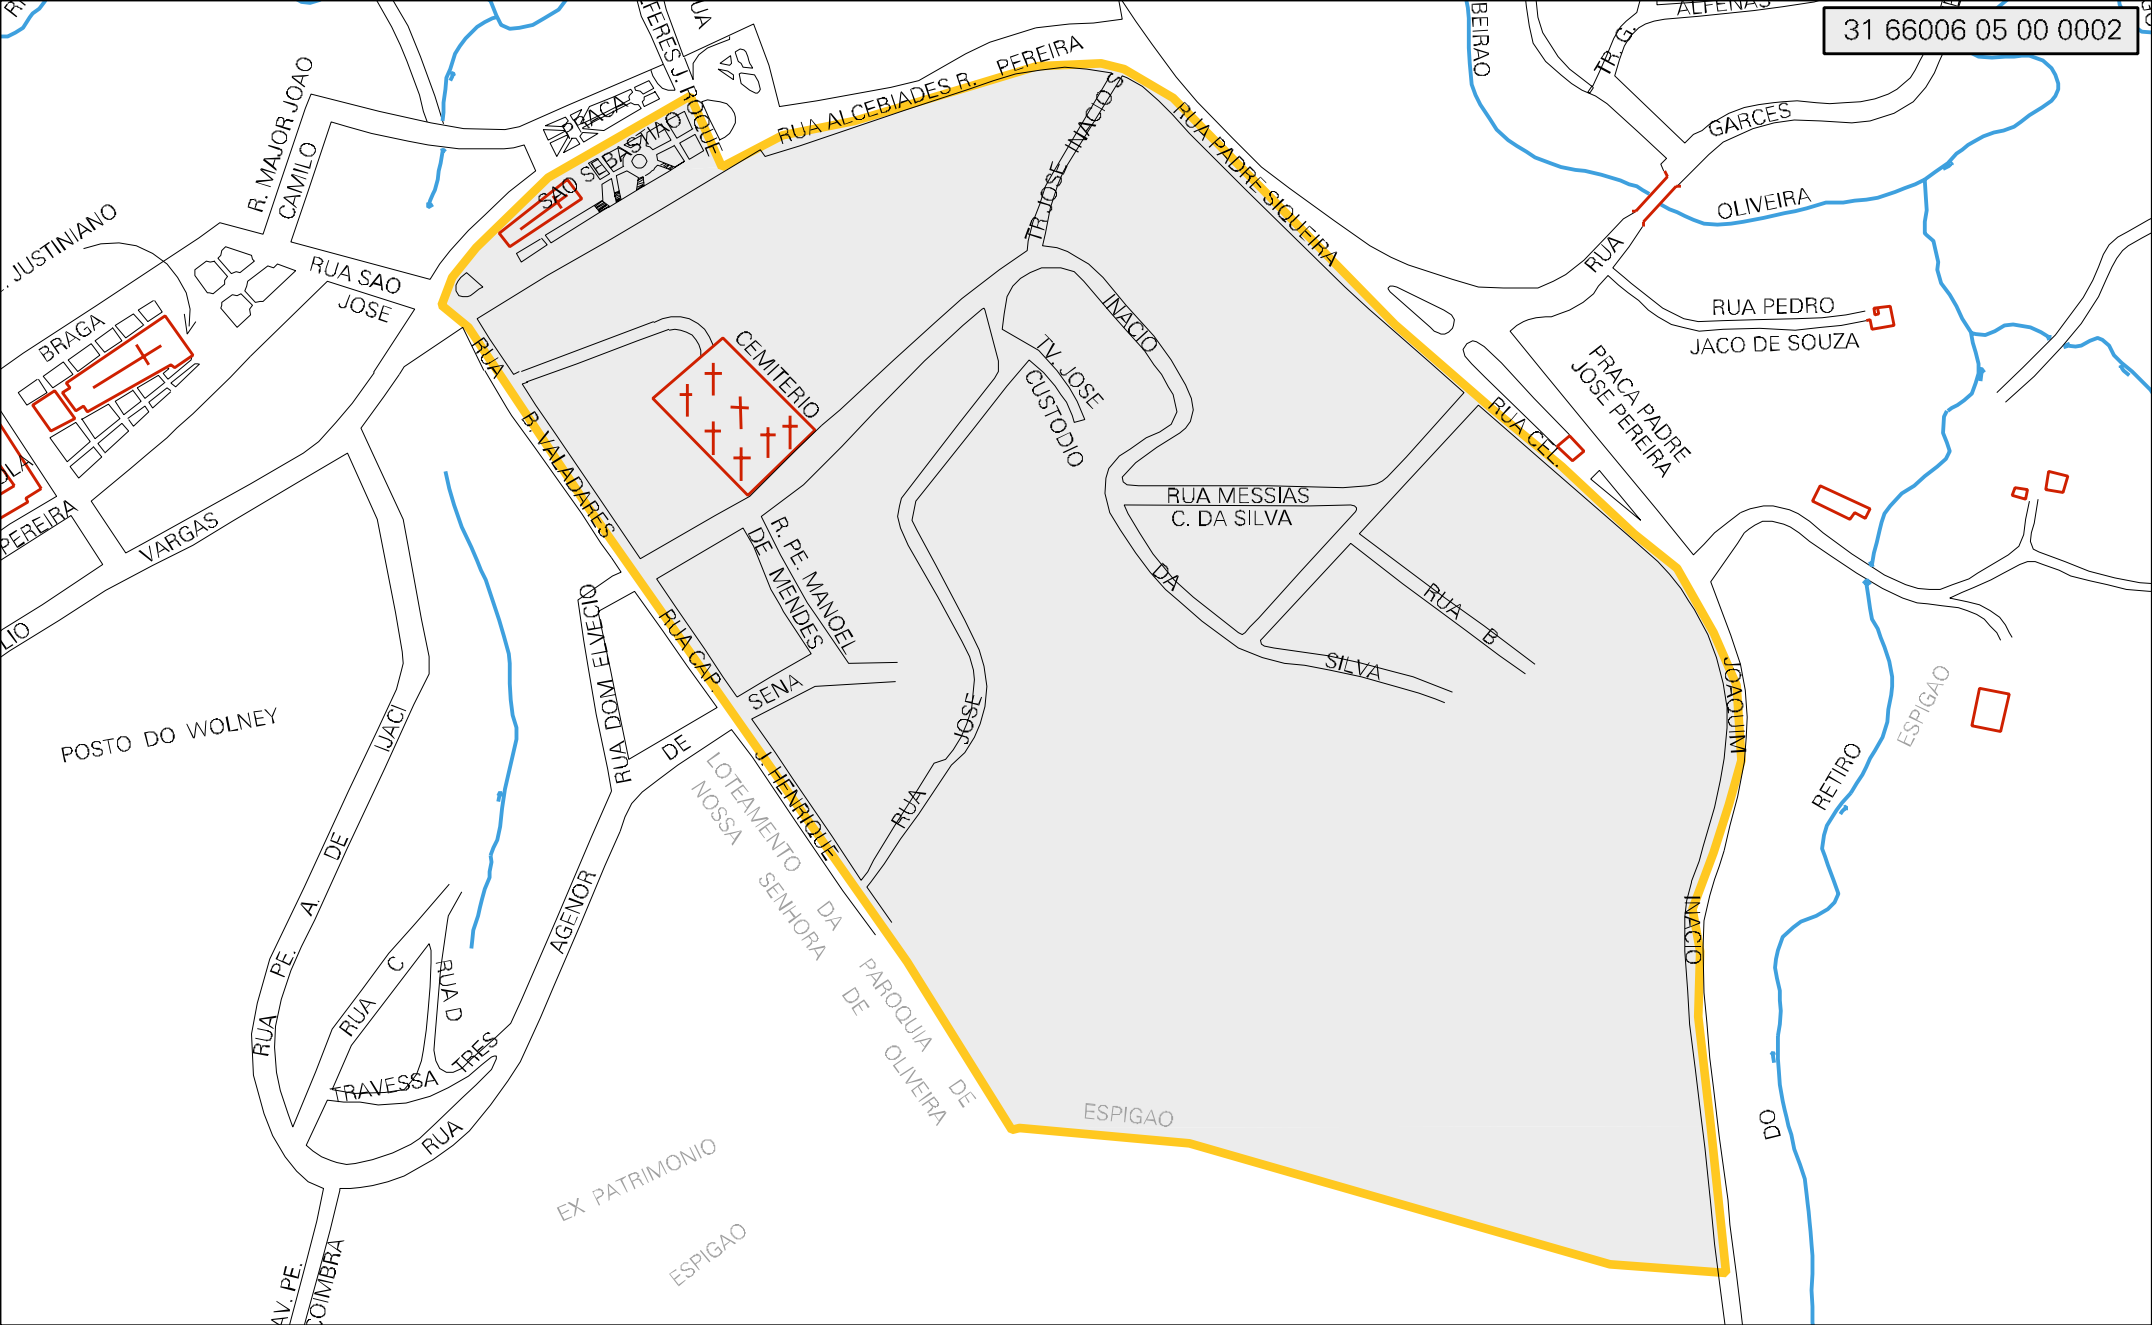 31 66006 05 00 0002
ALFENAS
TR. G.
GARCES
OLIVEIRA
RUA
RUA PEDRO
JACO DE SOUZA
PRACA PADRE
JOSE PEREIRA
R. MAJOR JOAO
CAMILO
JUSTINIANO
RUA SAO
JOSE
BRAGA
PEREIRA
VARGAS
PRACA
SAO SEBASTIAO
J. ROQUE
RUA ALCEBIADES R. PEREIRA
TR. JOSE INACIO S
RUA PADRE SIQUEIRA
RUA CEL.
JOAQUIM
INACIO
CEMITERIO
RUA
B. VALADARES
RUA CAP.
J. HENRIQUE
INACIO
TV. JOSE
CUSTODIO
RUA MESSIAS
C. DA SILVA
DA
SILVA
RUA B
R. PE. MANOEL
DE MENDES
SENA
RUA JOSE
RUA DOM ELVECIO
DE
AGENOR
RUA
POSTO DO WOLNEY
RUA PE. A. DE IJACI
RUA C
RUA D
TRAVESSA TRES
AV. PE.
COIMBRA
LOTEAMENTO DA PAROQUIA DE
NOSSA SENHORA DE OLIVEIRA
EX PATRIMONIO
ESPIGAO
ESPIGAO
ESPIGAO
RETIRO
DO